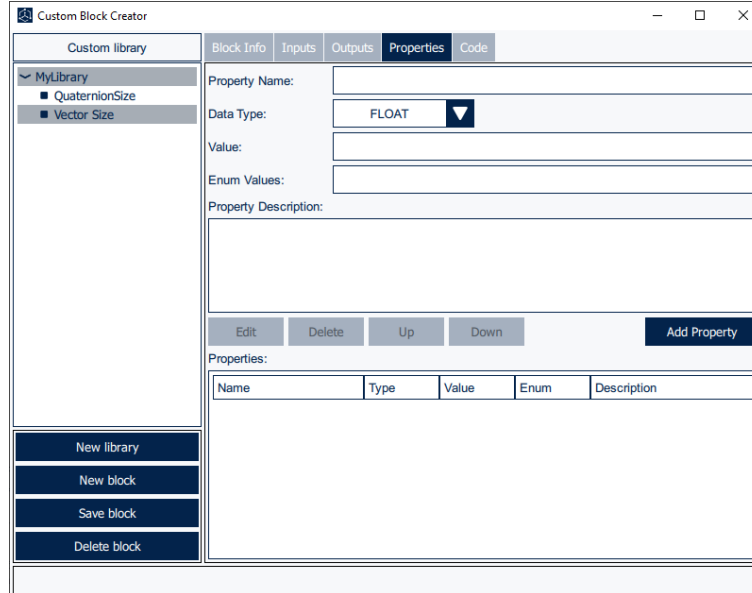 Custom Block Creator
Custom library
Block Info Inputs Outputs Properties Code
MyLibrary
QuaternionSize
Vector Size
Property Name:
Data Type: FLOAT
Value:
Enum Values:
Property Description:
Edit Delete Up Down Add Property
Properties:
Name Type Value Enum Description
New library
New block
Save block
Delete block